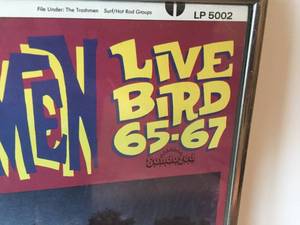 File Under: The Trashmen Surf/Hot Rod Groups
LP 5002
MEN
LIVE
BIRD
65-67
Sundazed